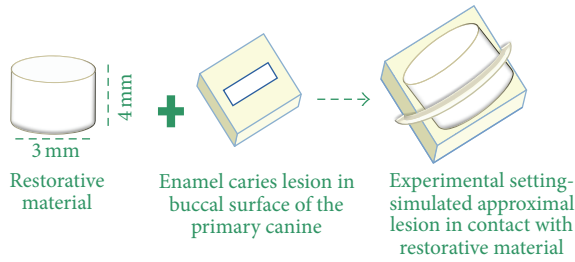 4 mm
3 mm
Restorative
material
Enamel caries lesion in
buccal surface of the
primary canine
Experimental setting-
simulated approximal
lesion in contact with
restorative material